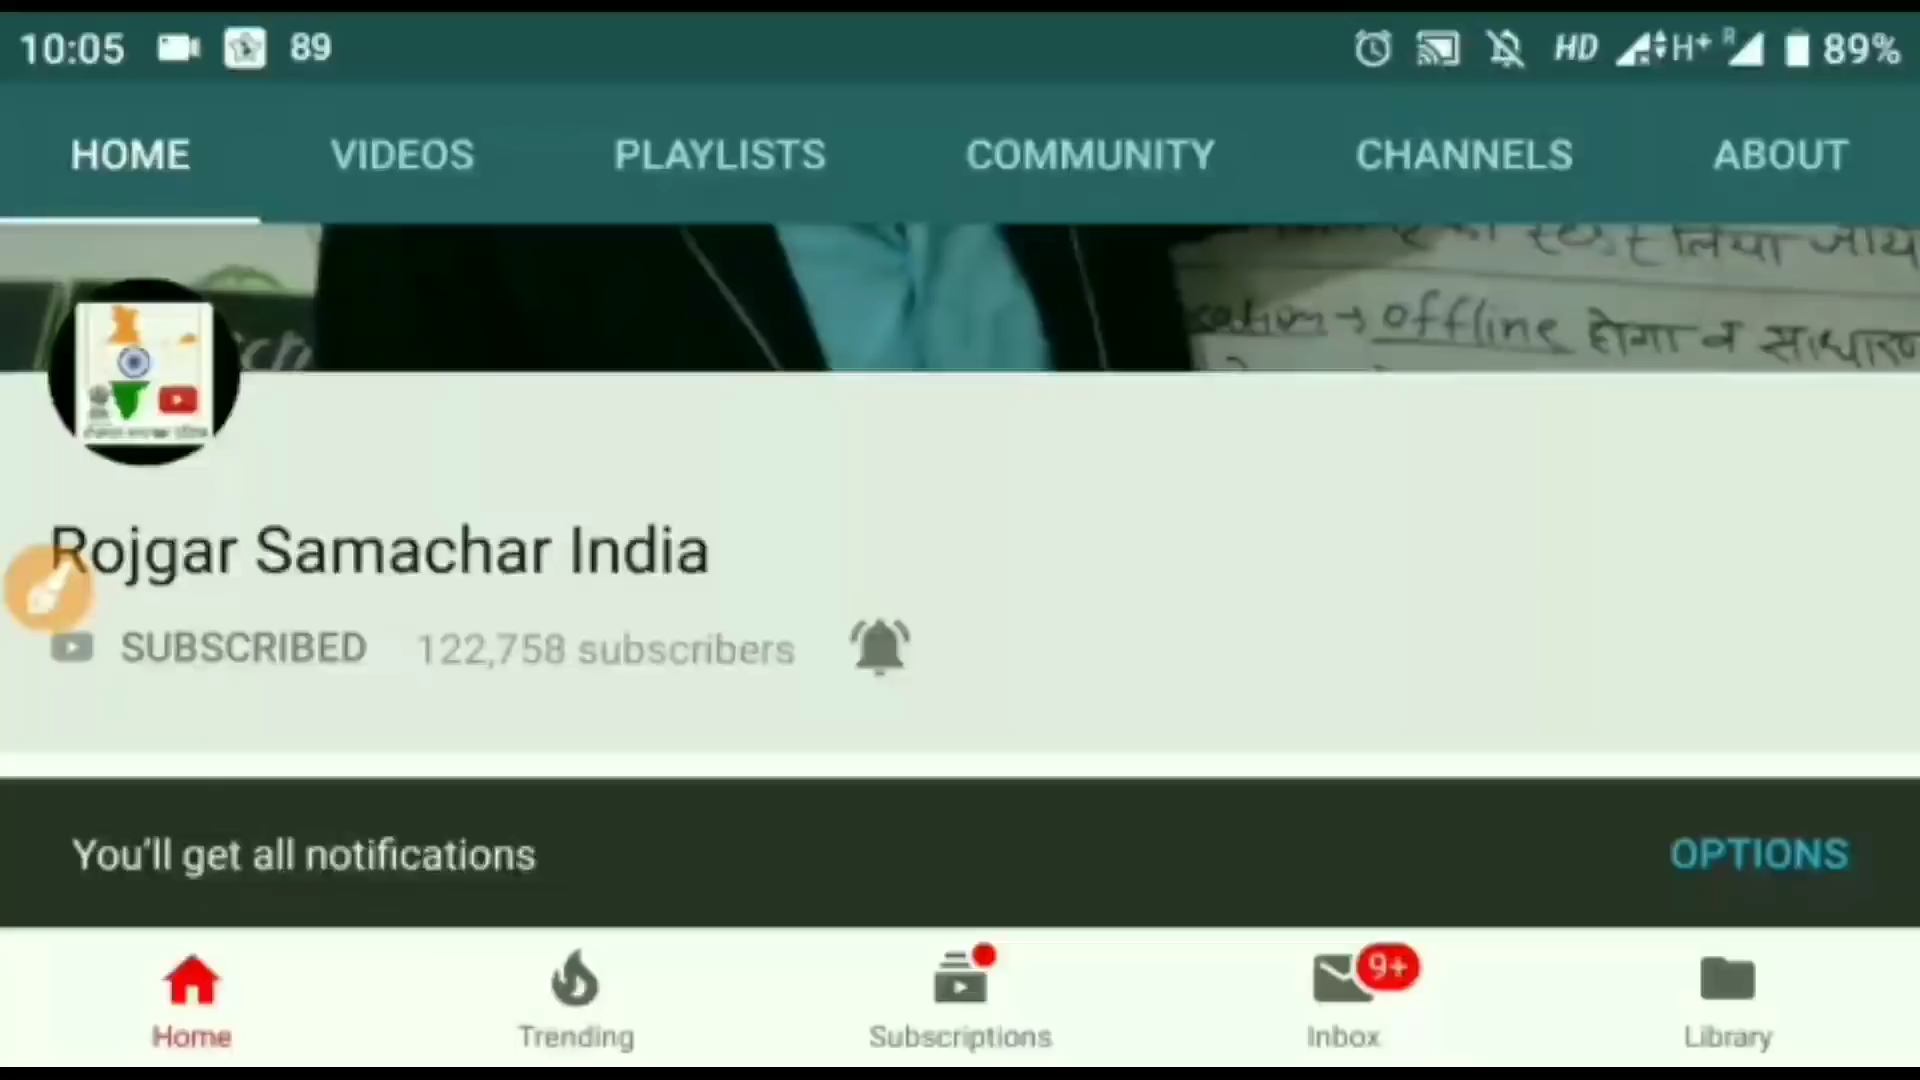 10:05 89 HD H+ R 89%
HOME VIDEOS PLAYLISTS COMMUNITY CHANNELS ABOUT
लिया जाय
offline होगा व साधारण
Rojgar Samachar India
SUBSCRIBED 122,758 subscribers
You'll get all notifications OPTIONS
9+
Home Trending Subscriptions Inbox Library